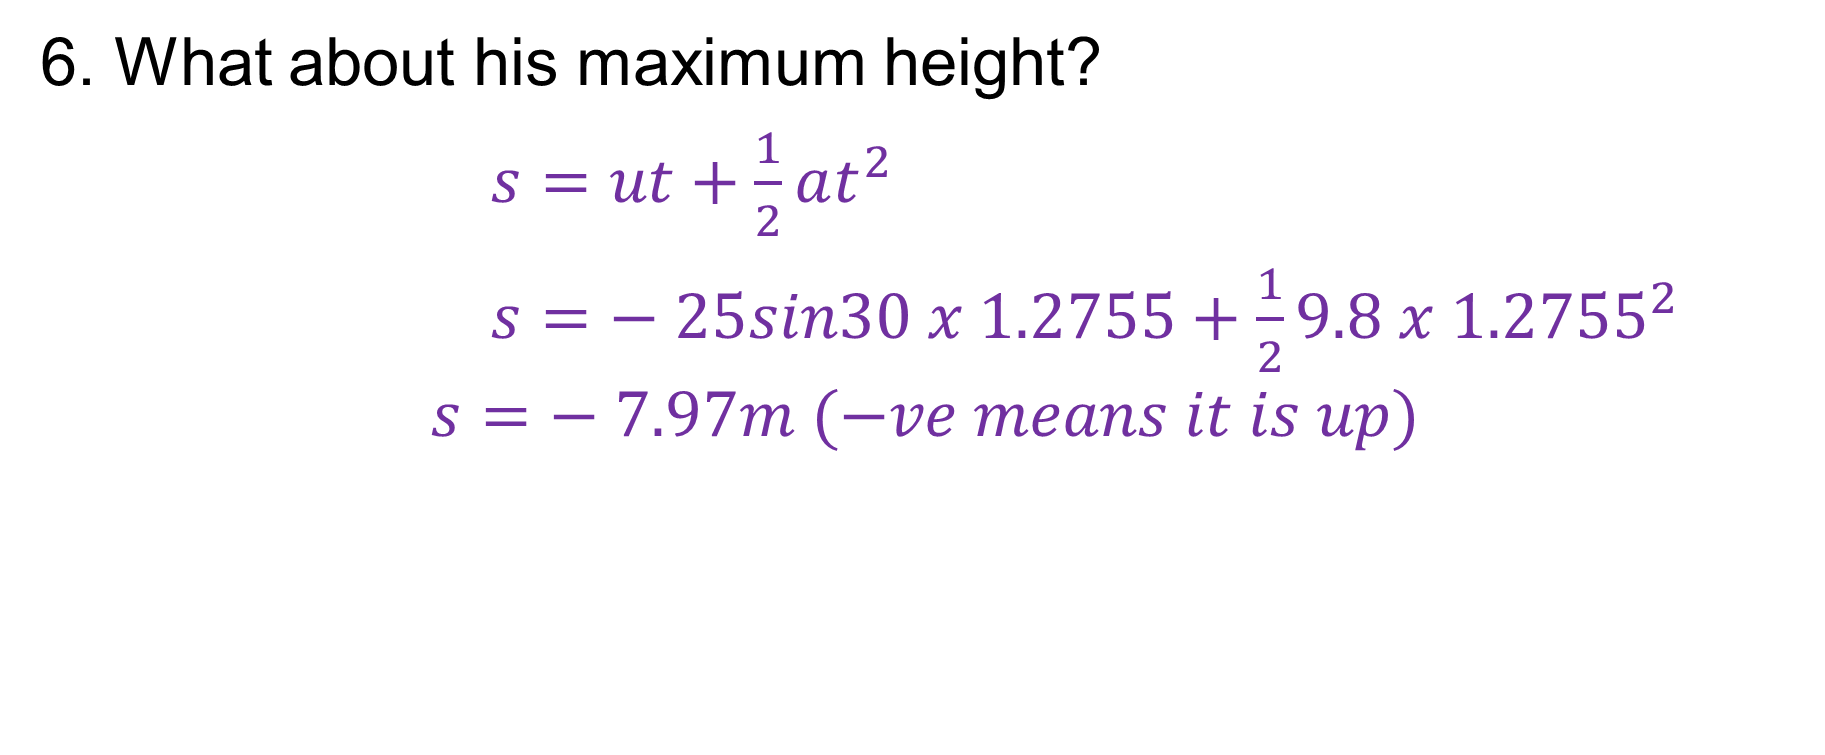 6. What about his maximum height?
s = ut + ½ at²
s = − 25sin30 x 1.2755 + ½ 9.8 x 1.2755²
s = − 7.97m (−ve means it is up)